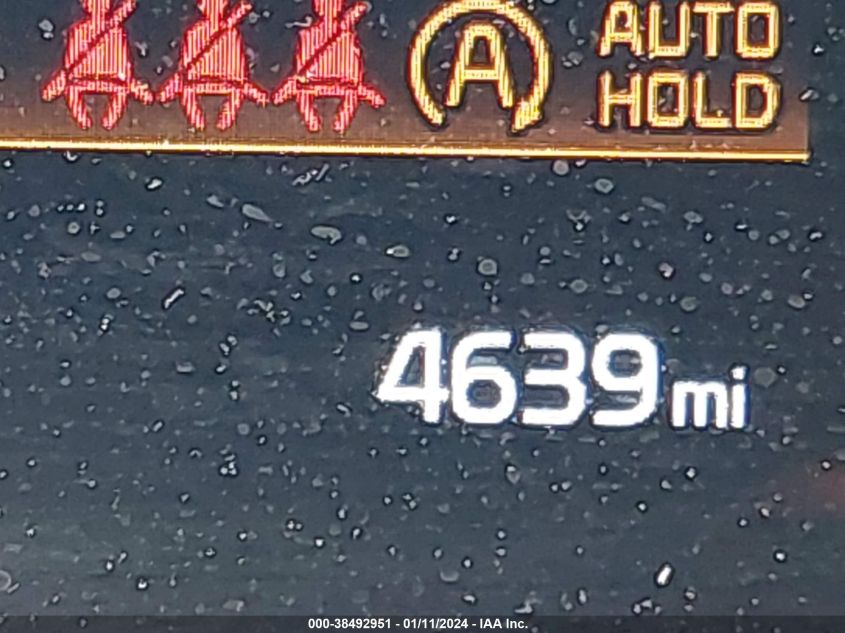 A AUTO
HOLD
4639 mi
000-38492951 - 01/11/2024 - IAA Inc.